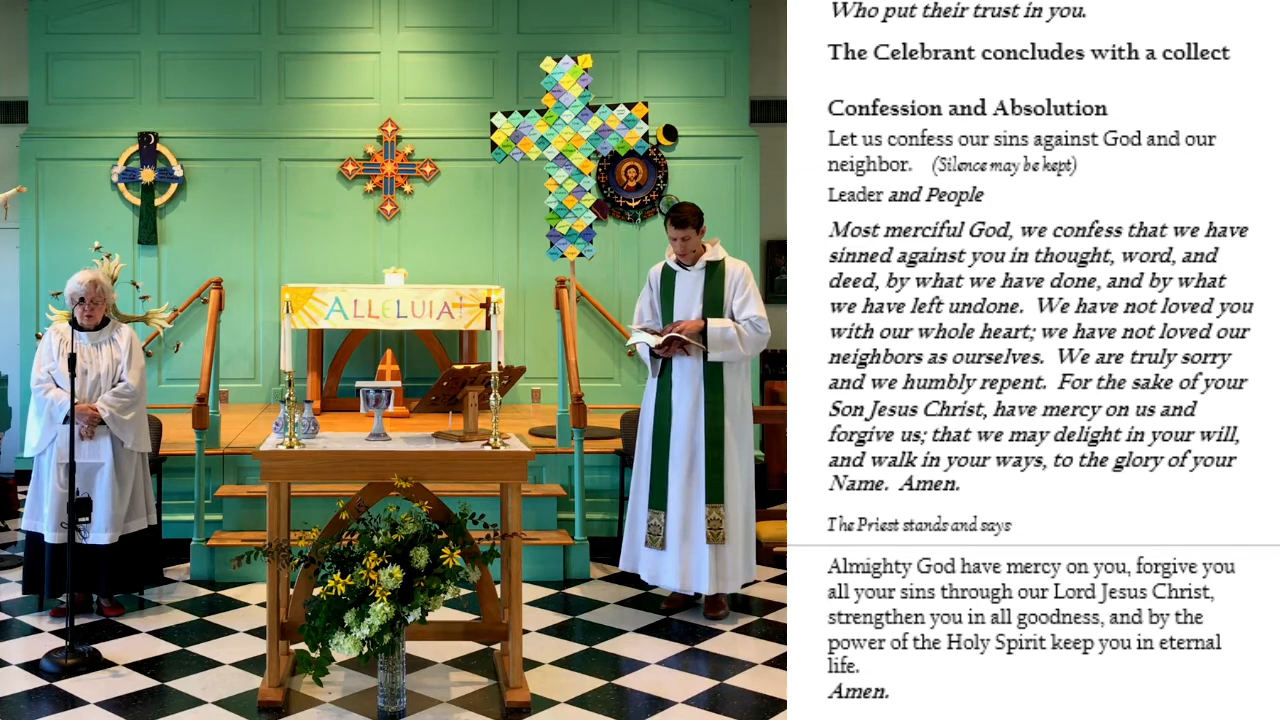 ALLELUIA!
Who put their trust in you.
The Celebrant concludes with a collect
Confession and Absolution
Let us confess our sins against God and our
neighbor. (Silence may be kept)
Leader and People
Most merciful God, we confess that we have
sinned against you in thought, word, and
deed, by what we have done, and by what
we have left undone. We have not loved you
with our whole heart; we have not loved our
neighbors as ourselves. We are truly sorry
and we humbly repent. For the sake of your
Son Jesus Christ, have mercy on us and
forgive us; that we may delight in your will,
and walk in your ways, to the glory of your
Name. Amen.
The Priest stands and says
Almighty God have mercy on you, forgive you
all your sins through our Lord Jesus Christ,
strengthen you in all goodness, and by the
power of the Holy Spirit keep you in eternal
life.
Amen.